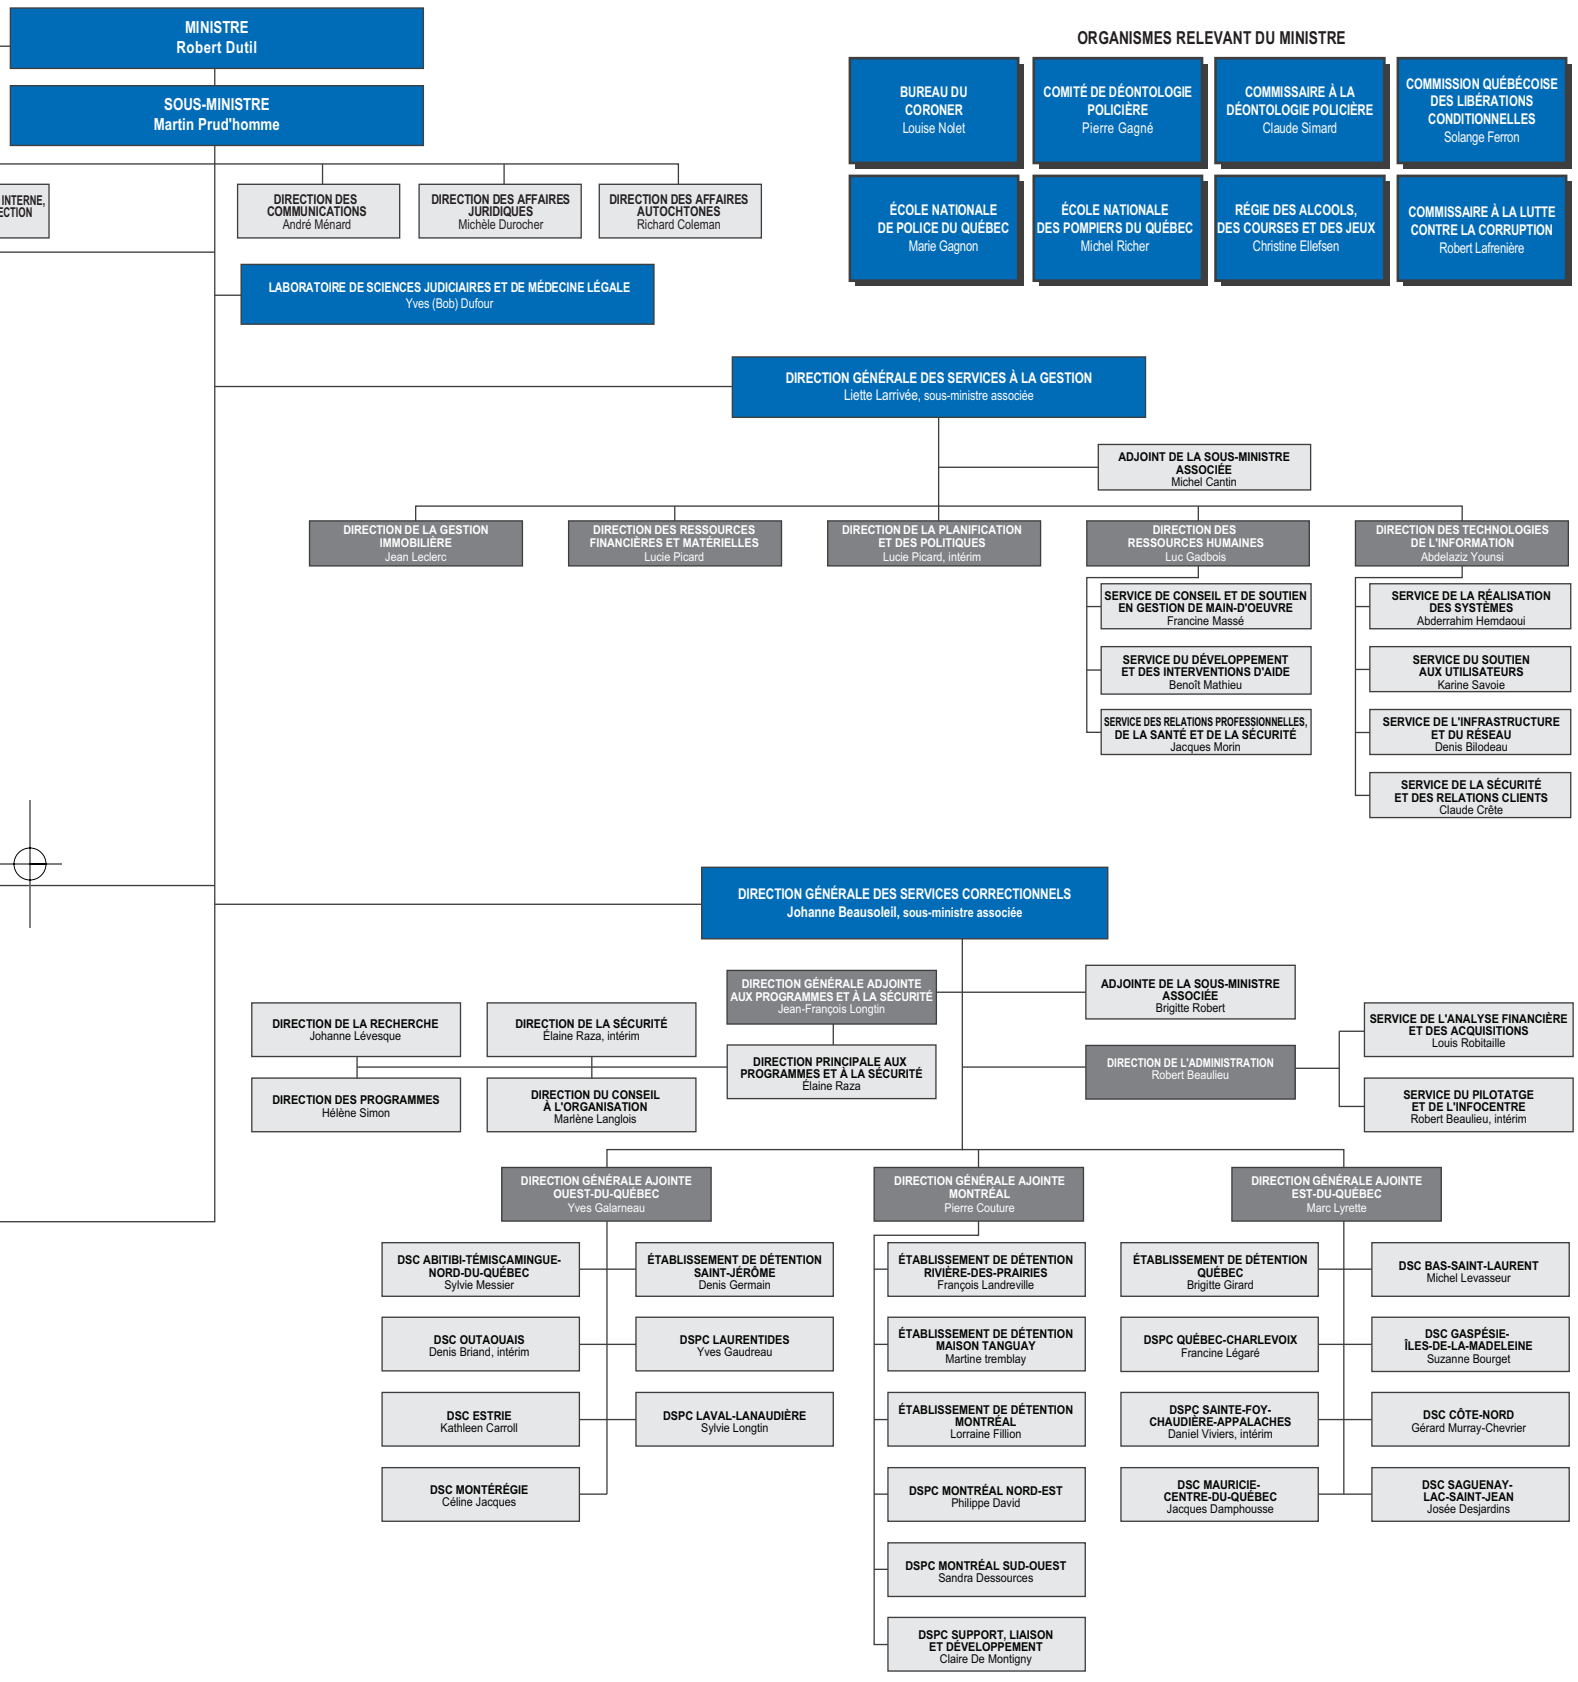 MINISTRE
Robert Dutil
SOUS-MINISTRE
Martin Prud'homme
ORGANISMES RELEVANT DU MINISTRE
BUREAU DU
CORONER
Louise Nolet
COMITÉ DE DÉONTOLOGIE
POLICIÈRE
Pierre Gagné
COMMISSAIRE À LA
DÉONTOLOGIE POLICIÈRE
Claude Simard
COMMISSION QUÉBÉCOISE
DES LIBÉRATIONS
CONDITIONNELLES
Solange Ferron
ÉCOLE NATIONALE
DE POLICE DU QUÉBEC
Marie Gagnon
ÉCOLE NATIONALE
DES POMPIERS DU QUÉBEC
Michel Richer
RÉGIE DES ALCOOLS,
DES COURSES ET DES JEUX
Christine Ellefsen
COMMISSAIRE À LA LUTTE
CONTRE LA CORRUPTION
Robert Lafrenière
INTERNE,
ECTION
DIRECTION DES
COMMUNICATIONS
André Ménard
DIRECTION DES AFFAIRES
JURIDIQUES
Michèle Durocher
DIRECTION DES AFFAIRES
AUTOCHTONES
Richard Coleman
LABORATOIRE DE SCIENCES JUDICIAIRES ET DE MÉDECINE LÉGALE
Yves (Bob) Dufour
DIRECTION GÉNÉRALE DES SERVICES À LA GESTION
Liette Larrivée, sous-ministre associée
ADJOINT DE LA SOUS-MINISTRE
ASSOCIÉE
Michel Cantin
DIRECTION DE LA GESTION
IMMOBILIÈRE
Jean Leclerc
DIRECTION DES RESSOURCES
FINANCIÈRES ET MATÉRIELLES
Lucie Picard
DIRECTION DE LA PLANIFICATION
ET DES POLITIQUES
Lucie Picard, intérim
DIRECTION DES
RESSOURCES HUMAINES
Luc Gadbois
DIRECTION DES TECHNOLOGIES
DE L'INFORMATION
Abdelaziz Younsi
SERVICE DE CONSEIL ET DE SOUTIEN
EN GESTION DE MAIN-D'OEUVRE
Francine Massé
SERVICE DU DÉVELOPPEMENT
ET DES INTERVENTIONS D'AIDE
Benoît Mathieu
SERVICE DES RELATIONS PROFESSIONNELLES,
DE LA SANTÉ ET DE LA SÉCURITÉ
Jacques Morin
SERVICE DE LA RÉALISATION
DES SYSTÈMES
Abderrahim Hemdaoui
SERVICE DU SOUTIEN
AUX UTILISATEURS
Karine Savoie
SERVICE DE L'INFRASTRUCTURE
ET DU RÉSEAU
Denis Bilodeau
SERVICE DE LA SÉCURITÉ
ET DES RELATIONS CLIENTS
Claude Crête
DIRECTION GÉNÉRALE DES SERVICES CORRECTIONNELS
Johanne Beausoleil, sous-ministre associée
DIRECTION GÉNÉRALE ADJOINTE
AUX PROGRAMMES ET À LA SÉCURITÉ
Jean-François Longtin
ADJOINTE DE LA SOUS-MINISTRE
ASSOCIÉE
Brigitte Robert
DIRECTION DE LA RECHERCHE
Johanne Lévesque
DIRECTION DE LA SÉCURITÉ
Élaine Raza, intérim
DIRECTION PRINCIPALE AUX
PROGRAMMES ET À LA SÉCURITÉ
Élaine Raza
DIRECTION DES PROGRAMMES
Hélène Simon
DIRECTION DU CONSEIL
À L'ORGANISATION
Marlène Langlois
DIRECTION DE L'ADMINISTRATION
Robert Beaulieu
SERVICE DE L'ANALYSE FINANCIÈRE
ET DES ACQUISITIONS
Louis Robitaille
SERVICE DU PILOTATGE
ET DE L'INFOCENTRE
Robert Beaulieu, intérim
DIRECTION GÉNÉRALE AJOINTE
OUEST-DU-QUÉBEC
Yves Galarneau
DIRECTION GÉNÉRALE AJOINTE
MONTRÉAL
Pierre Couture
DIRECTION GÉNÉRALE AJOINTE
EST-DU-QUÉBEC
Marc Lyrette
DSC ABITIBI-TÉMISCAMINGUE-
NORD-DU-QUÉBEC
Sylvie Messier
ÉTABLISSEMENT DE DÉTENTION
SAINT-JÉRÔME
Denis Germain
DSC OUTAOUAIS
Denis Briand, intérim
DSPC LAURENTIDES
Yves Gaudreau
DSC ESTRIE
Kathleen Carroll
DSPC LAVAL-LANAUDIÈRE
Sylvie Longtin
DSC MONTÉRÉGIE
Céline Jacques
ÉTABLISSEMENT DE DÉTENTION
RIVIÈRE-DES-PRAIRIES
François Landreville
ÉTABLISSEMENT DE DÉTENTION
MAISON TANGUAY
Martine tremblay
ÉTABLISSEMENT DE DÉTENTION
MONTRÉAL
Lorraine Fillion
DSPC MONTRÉAL NORD-EST
Philippe David
DSPC MONTRÉAL SUD-OUEST
Sandra Dessources
DSPC SUPPORT, LIAISON
ET DÉVELOPPEMENT
Claire De Montigny
ÉTABLISSEMENT DE DÉTENTION
QUÉBEC
Brigitte Girard
DSC BAS-SAINT-LAURENT
Michel Levasseur
DSPC QUÉBEC-CHARLEVOIX
Francine Légaré
DSC GASPÉSIE-
ÎLES-DE-LA-MADELEINE
Suzanne Bourget
DSPC SAINTE-FOY-
CHAUDIÈRE-APPALACHES
Daniel Viviers, intérim
DSC CÔTE-NORD
Gérard Murray-Chevrier
DSC MAURICIE-
CENTRE-DU-QUÉBEC
Jacques Damphousse
DSC SAGUENAY-
LAC-SAINT-JEAN
Josée Desjardins